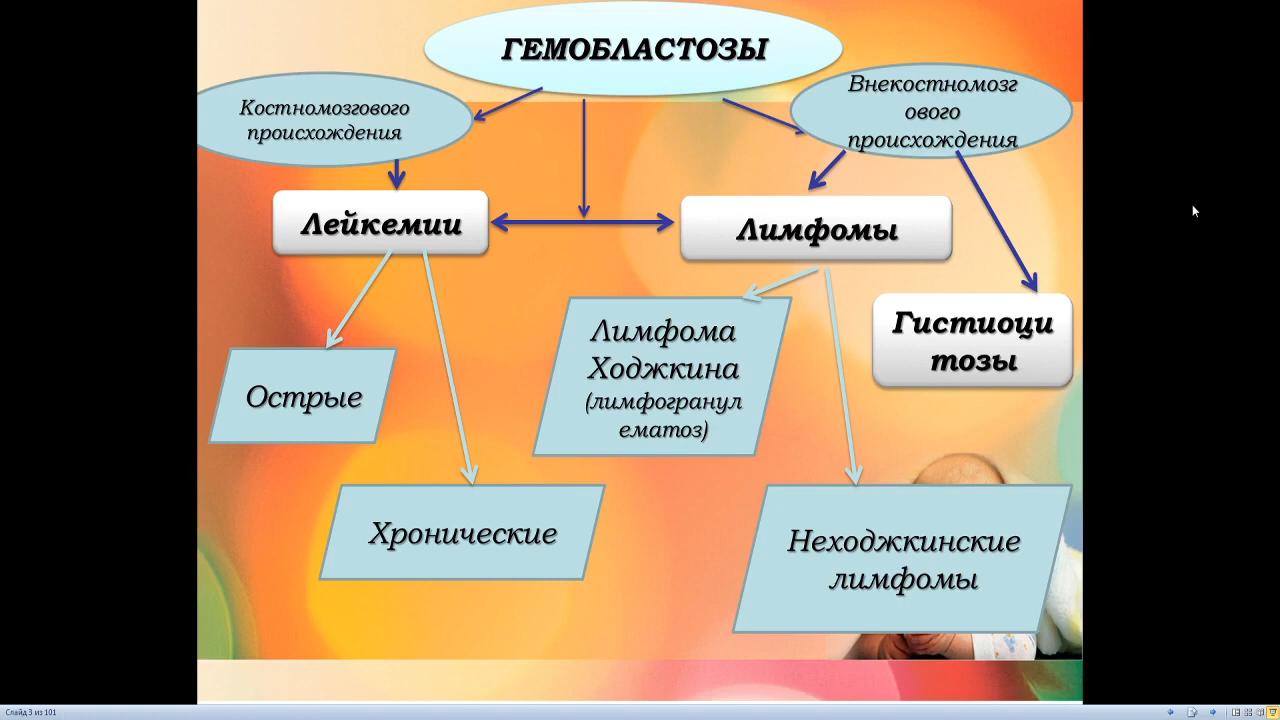 ГЕМОБЛАСТОЗЫ
Костномозгового
происхождения
Внекостномозг
ового
происхождения
Лейкемии
Лимфомы
Гистиоци
тозы
Лимфома
Ходжкина
(лимфогранул
ематоз)
Острые
Хронические
Неходжкинские
лимфомы
Слайд 3 из 101